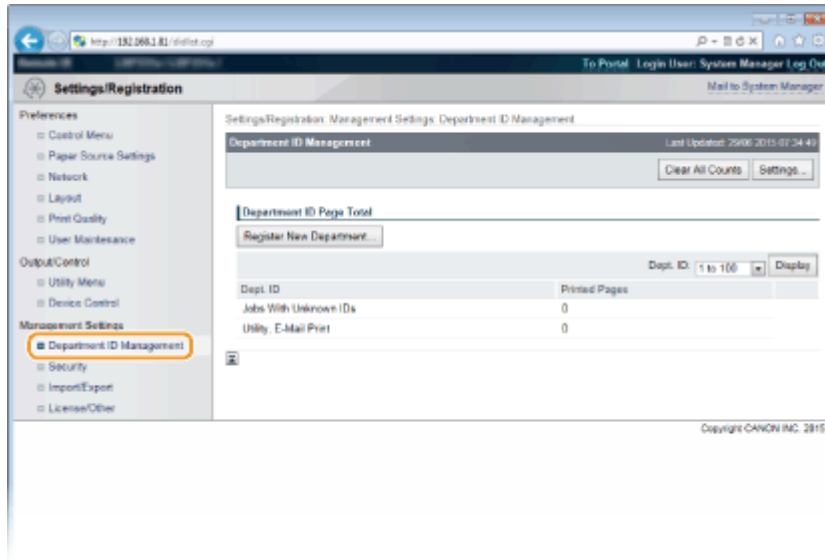 http://192.168.1.81/didlist.cgi
To Portal Login User: System Manager Log Ou
Settings/Registration
Mail to System Manager
Preferences
Control Menu
Paper Source Settings
Network
Layout
Print Quality
User Maintenance
Output/Control
Utility Menu
Device Control
Management Settings
Department ID Management
Security
Import/Export
License/Other
Settings/Registration: Management Settings: Department ID Management
Department ID Management
Last Updated: 29/06 2015 07:34:49
Clear All Counts
Settings...
Department ID Page Total
Register New Department...
Dept. ID: 1 to 100 Display
Dept. ID Printed Pages
Jobs With Unknown IDs 0
Utility, E-Mail Print 0
Copyright CANON INC. 2015